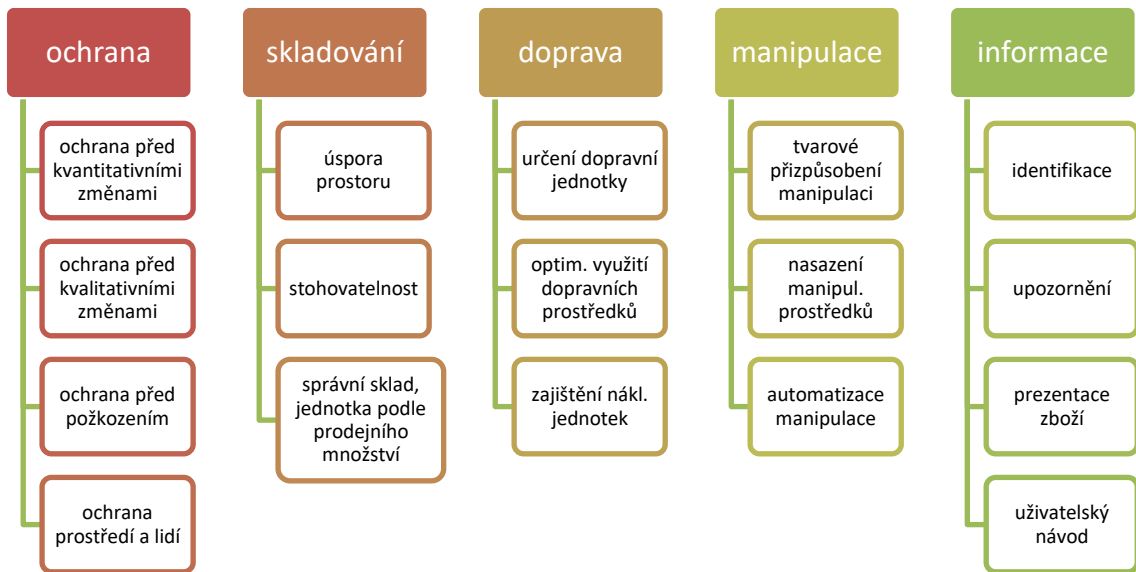 ochrana
ochrana před
kvantitativními
změnami
ochrana před
kvalitativními
změnami
ochrana před
požkozením
ochrana
prostředí a lidí
skladování
úspora
prostoru
stohovatelnost
správní sklad,
jednotka podle
prodejního
množství
doprava
určení dopravní
jednotky
optim. využití
dopravních
prostředků
zajištění nákl.
jednotek
manipulace
tvarové
přizpůsobení
manipulaci
nasazení
manipul.
prostředků
automatizace
manipulace
informace
identifikace
upozornění
prezentace
zboží
uživatelský
návod